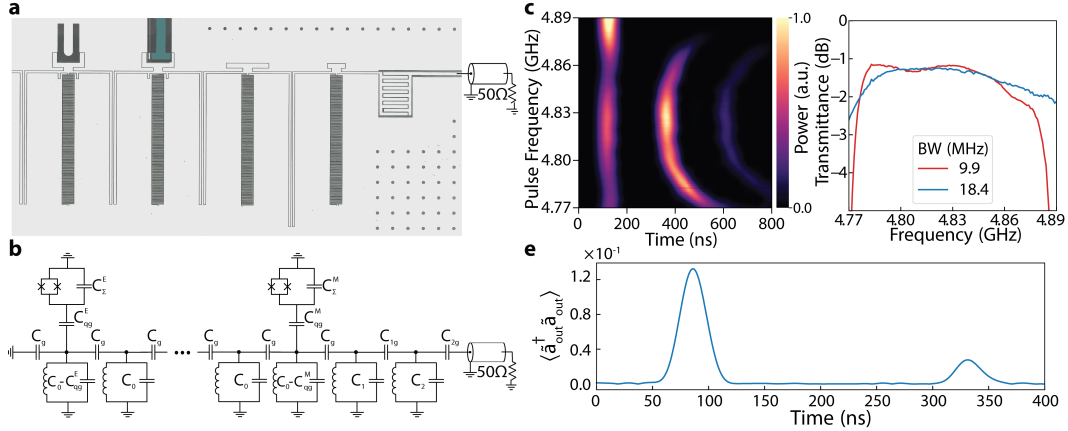 a
50Ω
b
C_Σ^E
C_qg^E
C_g
C_g
C_g
C_0-C_qg^E
C_0
C_Σ^M
C_qg^M
C_g
C_g
C_g
C_1g
C_2g
C_0
C_0-C_qg^M
C_1
C_2
50Ω
c
Pulse Frequency (GHz)
4.89
4.86
4.83
4.80
4.77
0
200
400
600
800
Time (ns)
1.0
0.0
Power (a.u.)
Transmittance (dB)
0
−1
−2
−3
−4
BW (MHz)
9.9
18.4
4.77
4.80
4.83
4.86
4.89
Frequency (GHz)
e
×10⁻¹
⟨ã†_out ã_out⟩
1.2
0.8
0.4
0.0
0
50
100
150
200
250
300
350
400
Time (ns)